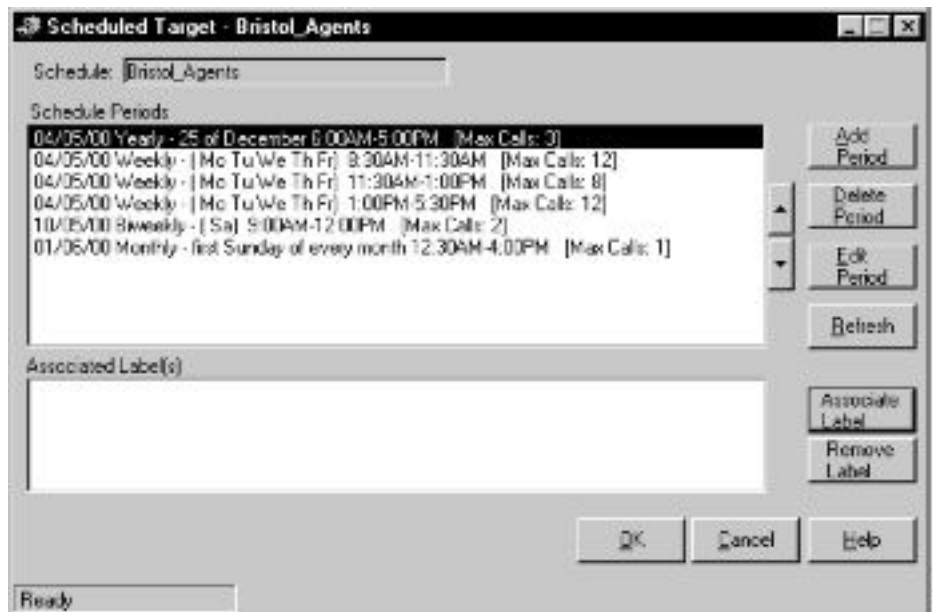 Scheduled Target - Bristol_Agents
Schedule: Bristol_Agents
Schedule Periods
04/05/00 Yearly - 25 of December 6:00AM-5:00PM [Max Calls: 3]
04/05/00 Weekly - ( Mo Tu We Th Fr) 8:30AM-11:30AM [Max Calls: 12]
04/05/00 Weekly - ( Mo Tu We Th Fr) 11:30AM-1:00PM [Max Calls: 8]
04/05/00 Weekly - ( Mo Tu We Th Fr) 1:00PM-5:30PM [Max Calls: 12]
10/05/00 Biweekly - ( Sa) 9:00AM-12:00PM [Max Calls: 2]
01/06/00 Monthly - first Sunday of every month 12:30AM-4:00PM [Max Calls: 1]
Add
Period
Delete
Period
Edit
Period
Refresh
Associated Label(s)
Associate
Label
Remove
Label
OK
Cancel
Help
Ready